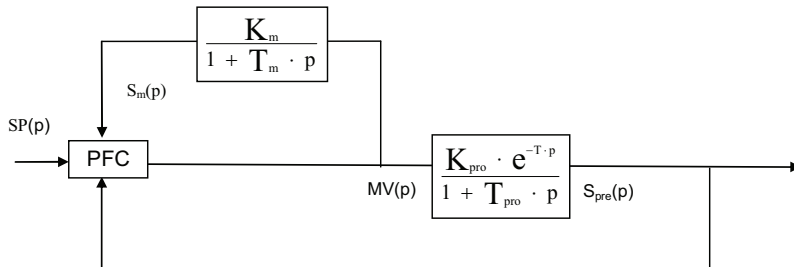 K_m
1 + T_m · p
S_m(p)
SP(p)
PFC
K_pro · e^-T·p
1 + T_pro · p
MV(p)
S_pre(p)